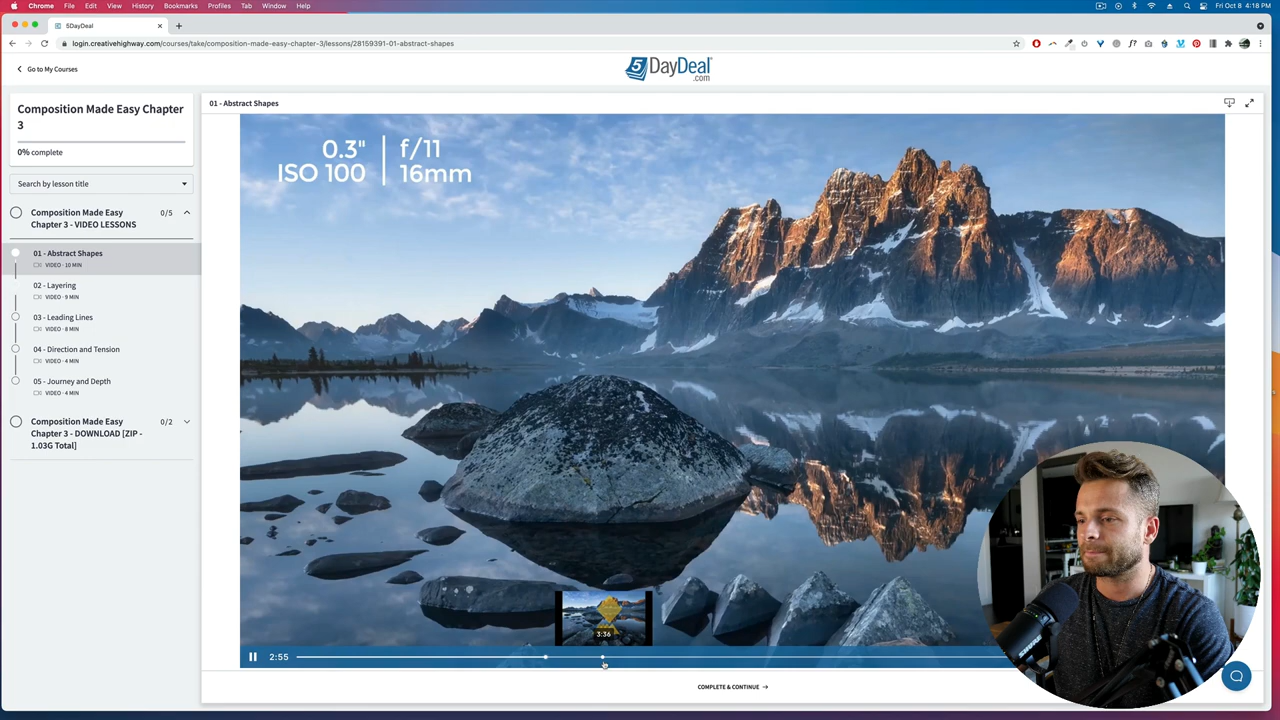 Chrome File Edit View History Bookmarks Profiles Tab Window Help
Fri Oct 8 4:18 PM
5DayDeal
login.creativehighway.com/courses/take/composition-made-easy-chapter-3/lessons/28159391-01-abstract-shapes
Go to My Courses
5 DayDeal
.com
Composition Made Easy Chapter
3
0% complete
Search by lesson title
Composition Made Easy
Chapter 3 - VIDEO LESSONS
0/5
01 - Abstract Shapes
VIDEO · 10 MIN
02 - Layering
VIDEO · 9 MIN
03 - Leading Lines
VIDEO · 8 MIN
04 - Direction and Tension
VIDEO · 4 MIN
05 - Journey and Depth
VIDEO · 4 MIN
Composition Made Easy
Chapter 3 - DOWNLOAD [ZIP -
1.03G Total]
0/2
01 - Abstract Shapes
0.3" f/11
ISO 100 16mm
3:36
2:55
COMPLETE & CONTINUE